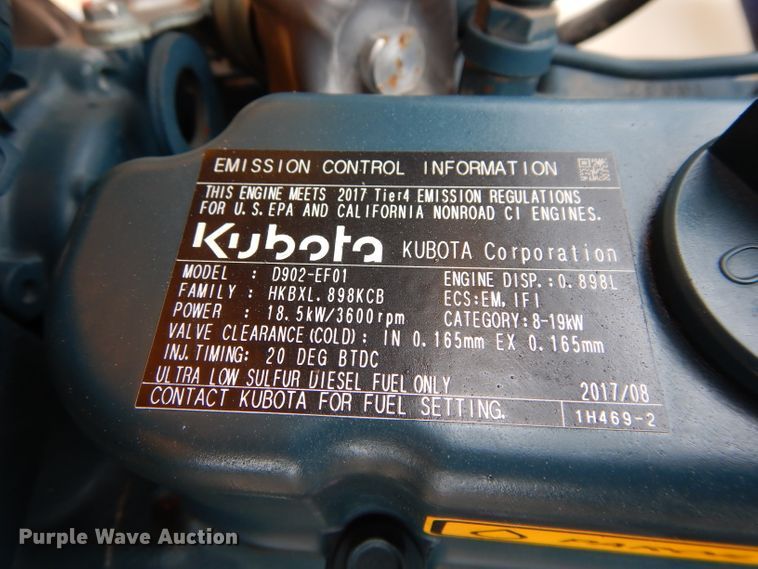 EMISSION CONTROL INFORMATION
THIS ENGINE MEETS 2017 Tier4 EMISSION REGULATIONS
FOR U.S. EPA AND CALIFORNIA NONROAD CI ENGINES.
Kubota KUBOTA Corporation
MODEL : D902-EF01 ENGINE DISP.:0.898L
FAMILY : HKBXL.898KCB ECS:EM, IFI
POWER : 18.5kW/3600rpm CATEGORY:8-19kW
VALVE CLEARANCE(COLD): IN 0.165mm EX 0.165mm
INJ.TIMING: 20 DEG BTDC
ULTRA LOW SULFUR DIESEL FUEL ONLY 2017/08
CONTACT KUBOTA FOR FUEL SETTING. 1H469-2
Purple Wave Auction